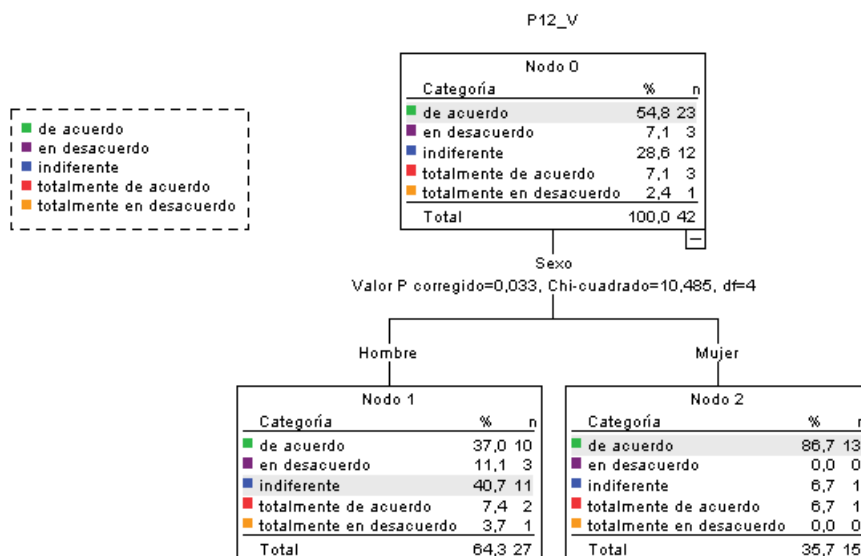 P12_V
Nodo 0
Categoría % n
de acuerdo 54,8 23
en desacuerdo 7,1 3
indiferente 28,6 12
totalmente de acuerdo 7,1 3
totalmente en desacuerdo 2,4 1
Total 100,0 42
de acuerdo
en desacuerdo
indiferente
totalmente de acuerdo
totalmente en desacuerdo
Sexo
Valor P corregido=0,033, Chi-cuadrado=10,485, df=4
Hombre
Mujer
Nodo 1
Categoría % n
de acuerdo 37,0 10
en desacuerdo 11,1 3
indiferente 40,7 11
totalmente de acuerdo 7,4 2
totalmente en desacuerdo 3,7 1
Total 64,3 27
Nodo 2
Categoría % n
de acuerdo 86,7 13
en desacuerdo 0,0 0
indiferente 6,7 1
totalmente de acuerdo 6,7 1
totalmente en desacuerdo 0,0 0
Total 35,7 15